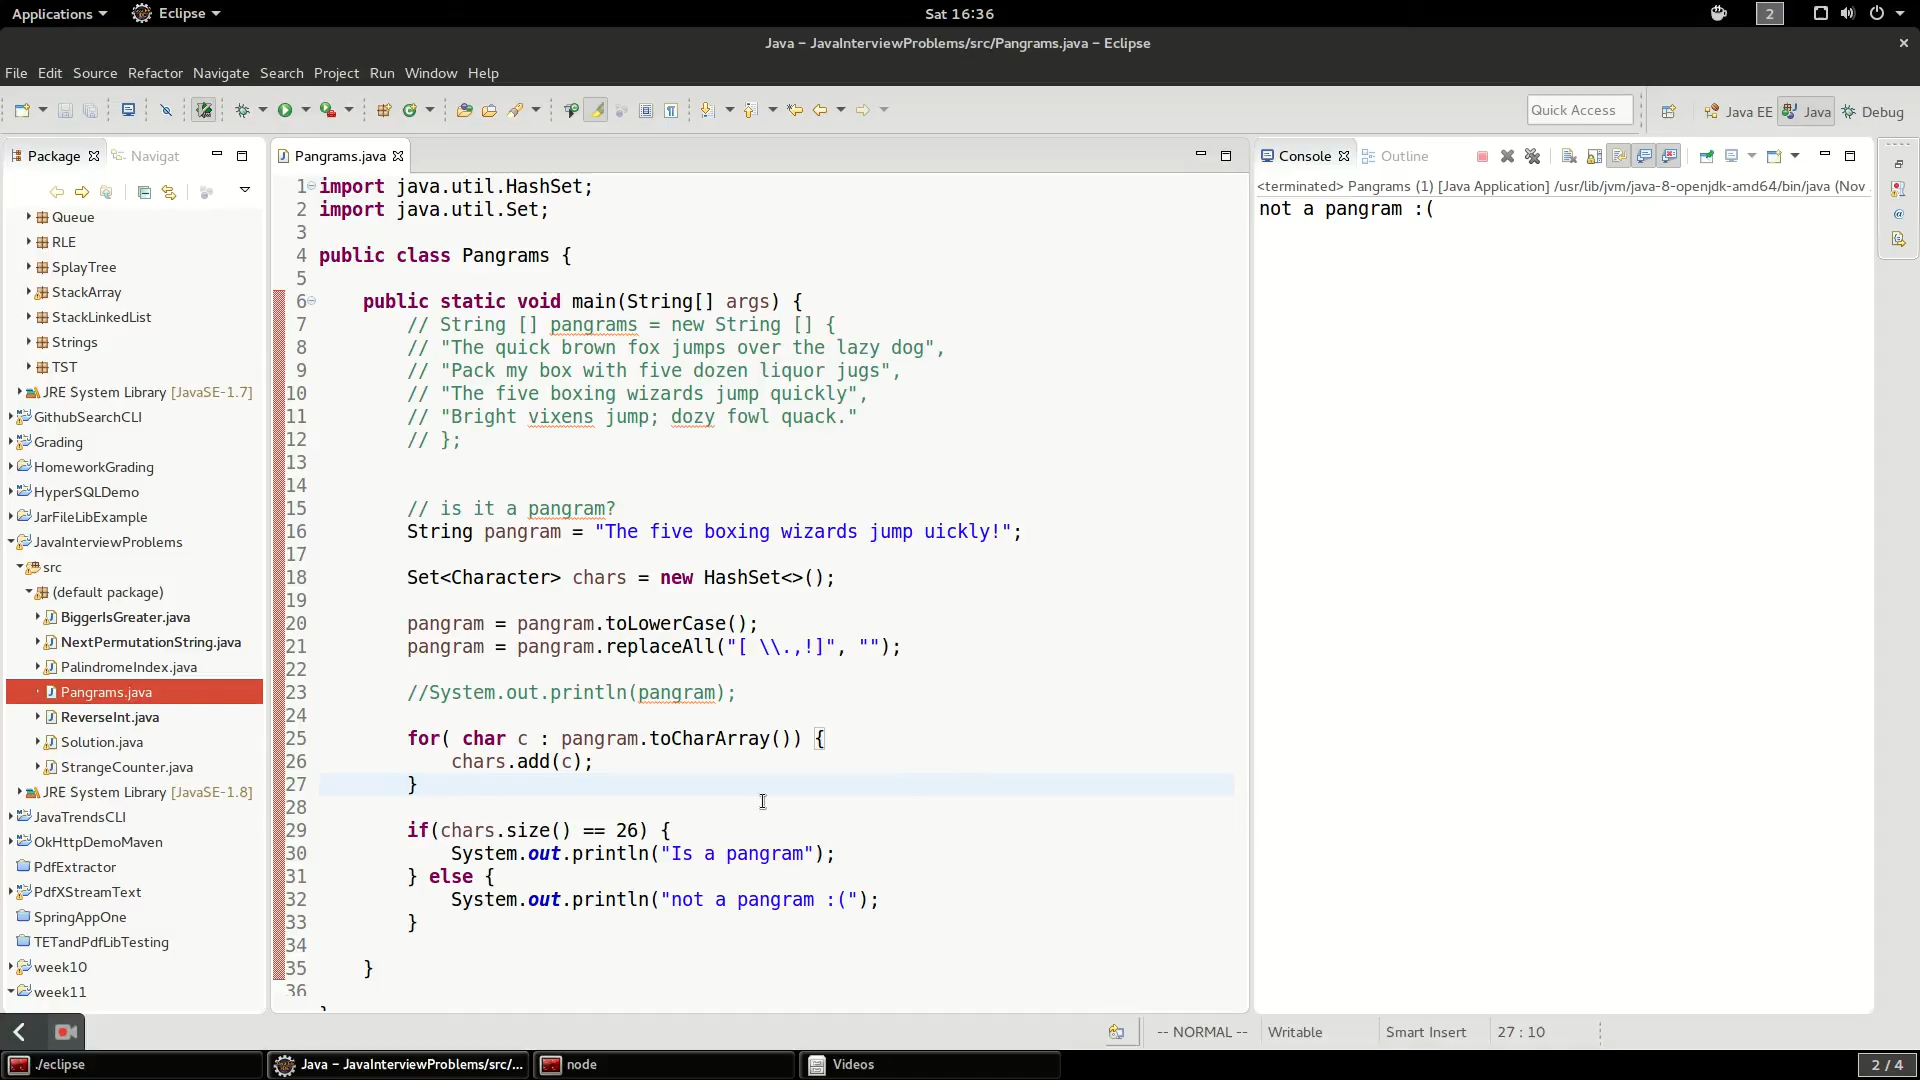 Applications
Eclipse
Sat 16:36
2
Java – JavaInterviewProblems/src/Pangrams.java – Eclipse
File Edit Source Refactor Navigate Search Project Run Window Help
Quick Access
Java EE
Java
Debug
Package
Navigat
Queue
RLE
SplayTree
StackArray
StackLinkedList
Strings
TST
JRE System Library [JavaSE-1.7]
GithubSearchCLI
Grading
HomeworkGrading
HyperSQLDemo
JarFileLibExample
JavaInterviewProblems
src
(default package)
BiggerIsGreater.java
NextPermutationString.java
PalindromeIndex.java
Pangrams.java
ReverseInt.java
Solution.java
StrangeCounter.java
JRE System Library [JavaSE-1.8]
JavaTrendsCLI
OkHttpDemoMaven
PdfExtractor
PdfXStreamText
SpringAppOne
TETandPdfLibTesting
week10
week11
Pangrams.java
1 import java.util.HashSet;
2 import java.util.Set;
3
4 public class Pangrams {
5
6     public static void main(String[] args) {
7         // String [] pangrams = new String [] {
8         // "The quick brown fox jumps over the lazy dog",
9         // "Pack my box with five dozen liquor jugs",
10         // "The five boxing wizards jump quickly",
11         // "Bright vixens jump; dozy fowl quack."
12         // };
13
14
15         // is it a pangram?
16         String pangram = "The five boxing wizards jump uickly!";
17
18         Set<Character> chars = new HashSet<>();
19
20         pangram = pangram.toLowerCase();
21         pangram = pangram.replaceAll("[ \\.,!]", "");
22
23         //System.out.println(pangram);
24
25         for( char c : pangram.toCharArray()) {
26             chars.add(c);
27         }
28
29         if(chars.size() == 26) {
30             System.out.println("Is a pangram");
31         } else {
32             System.out.println("not a pangram :(");
33         }
34
35     }
36
Console
Outline
<terminated> Pangrams (1) [Java Application] /usr/lib/jvm/java-8-openjdk-amd64/bin/java (Nov
not a pangram :(
-- NORMAL --
Writable
Smart Insert
27 : 10
./eclipse
Java – JavaInterviewProblems/src/...
node
Videos
2 / 4